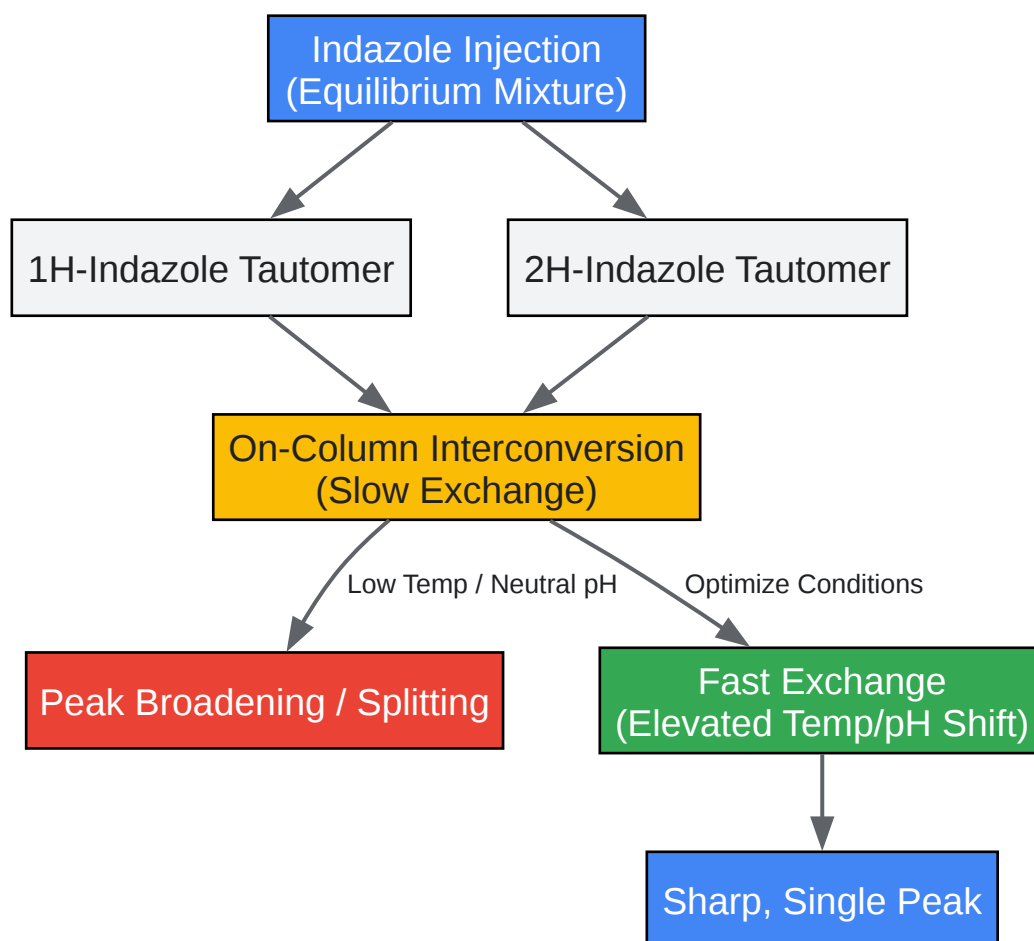 Indazole Injection
(Equilibrium Mixture)
1H-Indazole Tautomer
2H-Indazole Tautomer
On-Column Interconversion
(Slow Exchange)
Low Temp / Neutral pH
Optimize Conditions
Peak Broadening / Splitting
Fast Exchange
(Elevated Temp/pH Shift)
Sharp, Single Peak